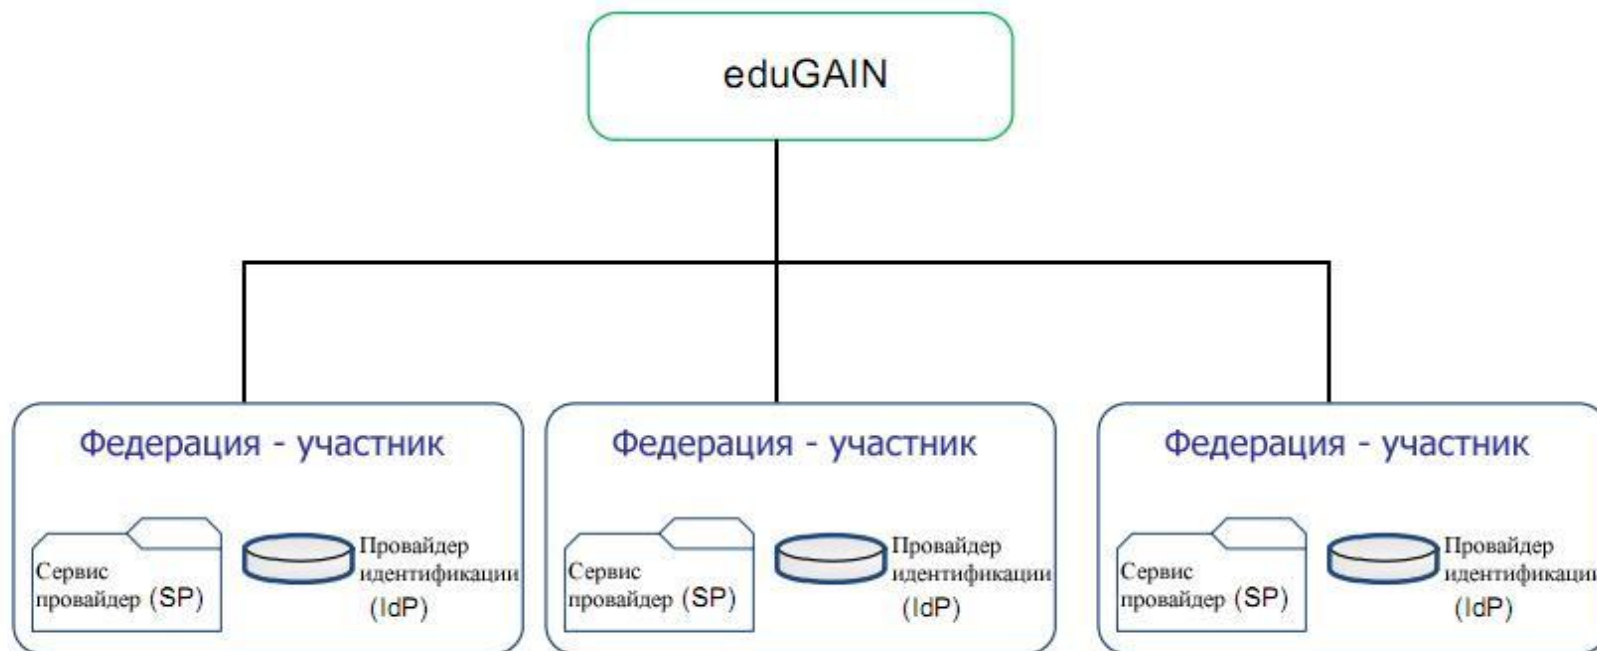 eduGAIN
Федерация - участник
Сервис
провайдер (SP)
Провайдер
идентификации
(IdP)
Федерация - участник
Сервис
провайдер (SP)
Провайдер
идентификации
(IdP)
Федерация - участник
Сервис
провайдер (SP)
Провайдер
идентификации
(IdP)